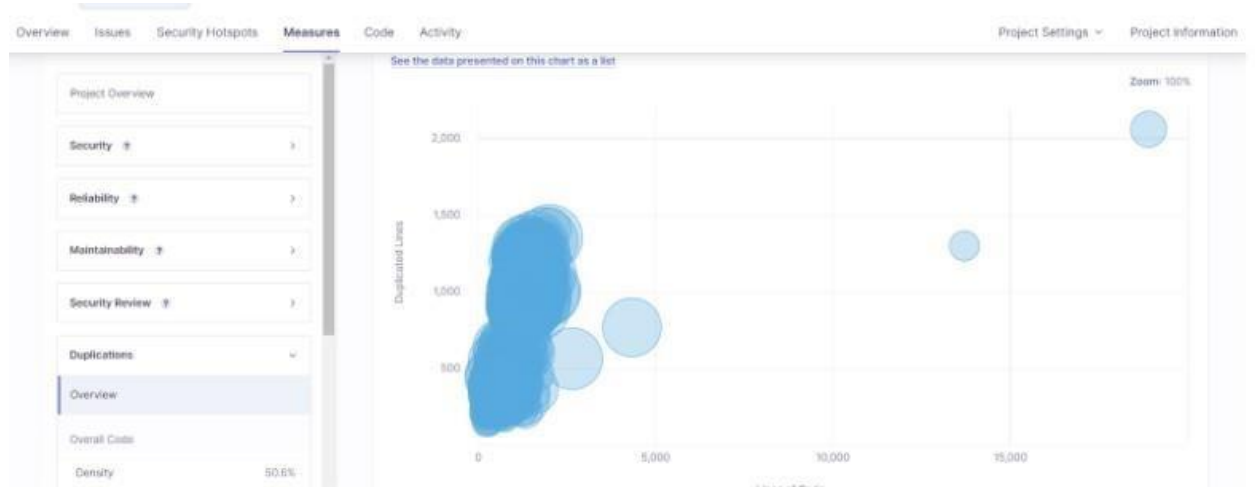 Overview Issues Security Hotspots Measures Code Activity Project Settings Project Information
See the data presented on this chart as a list
Project Overview
Zoom: 100%
Security ?
Reliability ?
Maintainability ?
Security Review ?
Duplications
Overview
Overall Code
Density 50.6%
Duplicated Lines
2,000
1,500
1,000
500
0 5,000 10,000 15,000